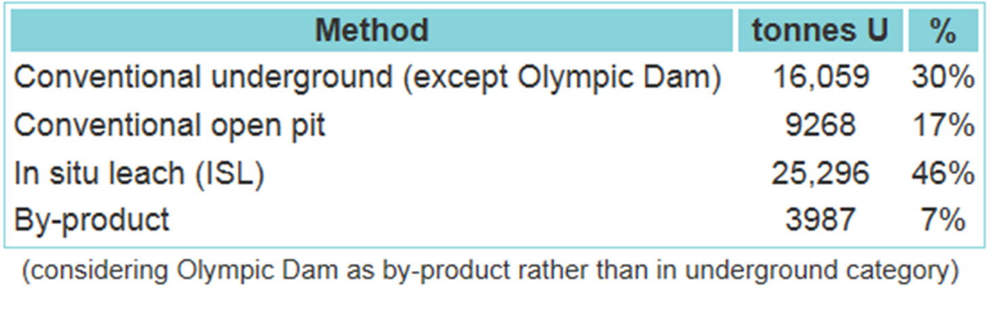 Method tonnes U %
Conventional underground (except Olympic Dam) 16,059 30%
Conventional open pit 9268 17%
In situ leach (ISL) 25,296 46%
By-product 3987 7%
(considering Olympic Dam as by-product rather than in underground category)